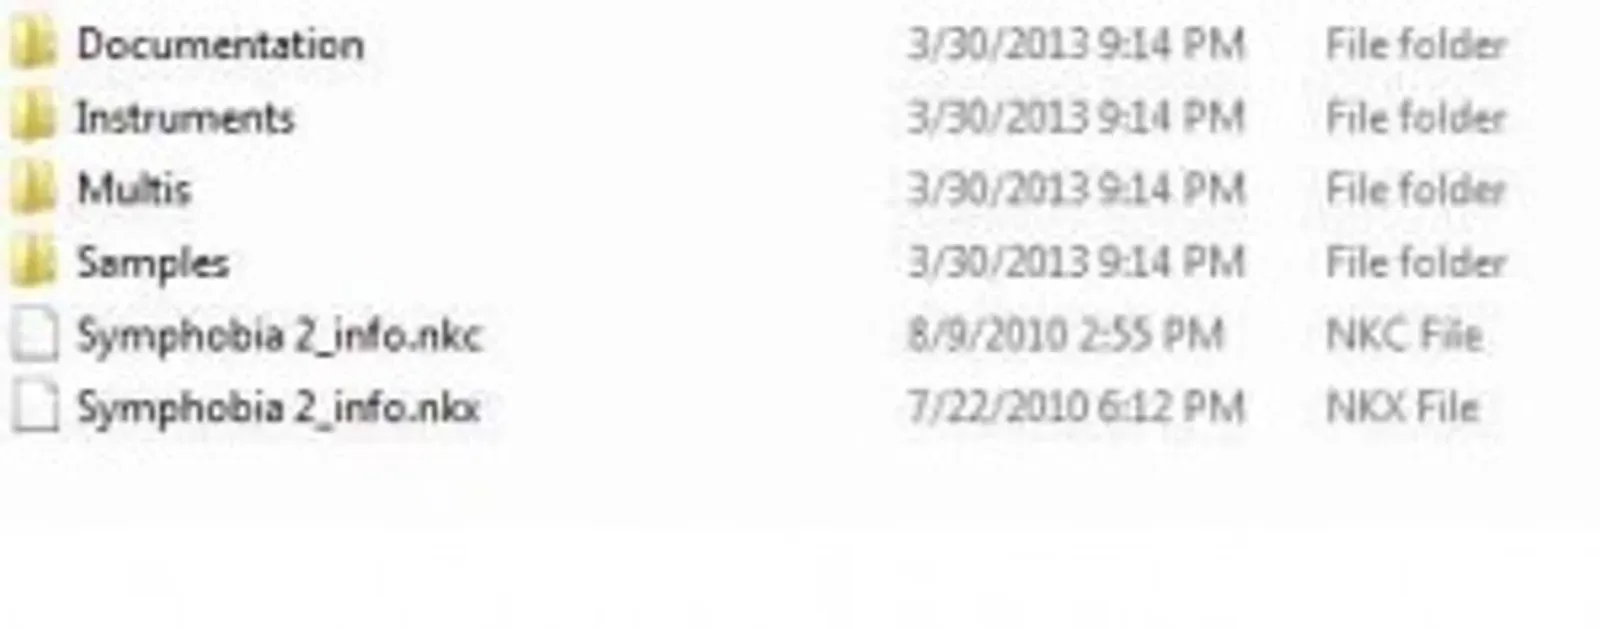 Documentation 3/30/2013 9:14 PM File folder
Instruments 3/30/2013 9:14 PM File folder
Multis 3/30/2013 9:14 PM File folder
Samples 3/30/2013 9:14 PM File folder
Symphobia 2_info.nkc 8/9/2010 2:55 PM NKC File
Symphobia 2_info.nkx 7/22/2010 6:12 PM NKX File